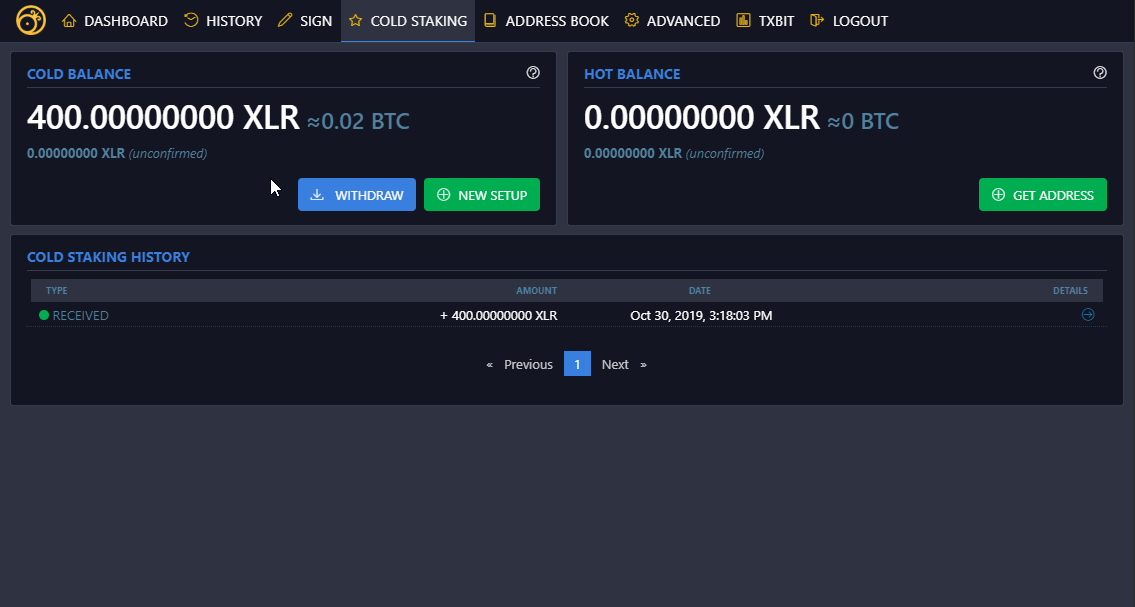 DASHBOARD HISTORY SIGN COLD STAKING ADDRESS BOOK ADVANCED TXBIT LOGOUT
COLD BALANCE
400.00000000 XLR ≈0.02 BTC
0.00000000 XLR (unconfirmed)
WITHDRAW NEW SETUP
HOT BALANCE
0.00000000 XLR ≈0 BTC
0.00000000 XLR (unconfirmed)
GET ADDRESS
COLD STAKING HISTORY
TYPE AMOUNT DATE DETAILS
RECEIVED + 400.00000000 XLR Oct 30, 2019, 3:18:03 PM
« Previous 1 Next »